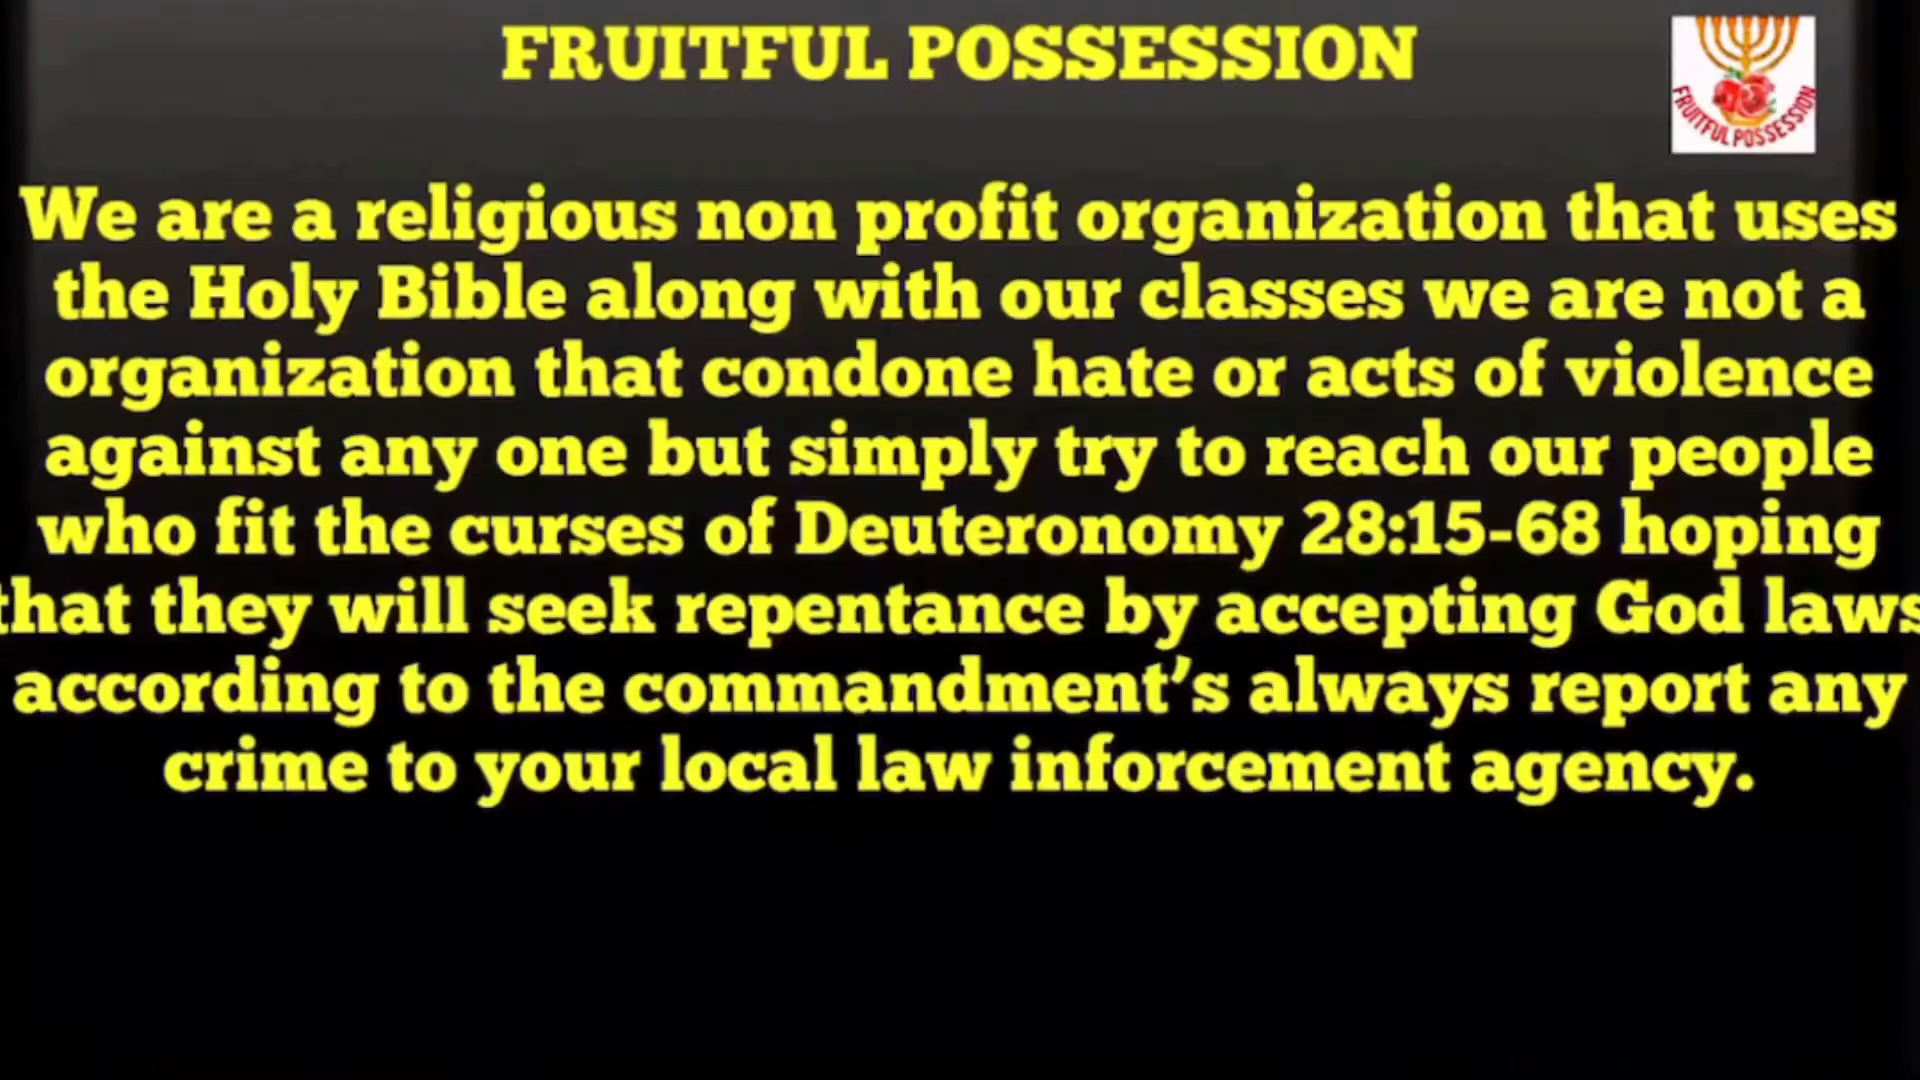 FRUITFUL POSSESSION
FRUITFUL POSSESSION
We are a religious non profit organization that uses
the Holy Bible along with our classes we are not a
organization that condone hate or acts of violence
against any one but simply try to reach our people
who fit the curses of Deuteronomy 28:15-68 hoping
that they will seek repentance by accepting God laws
according to the commandment’s always report any
crime to your local law inforcement agency.